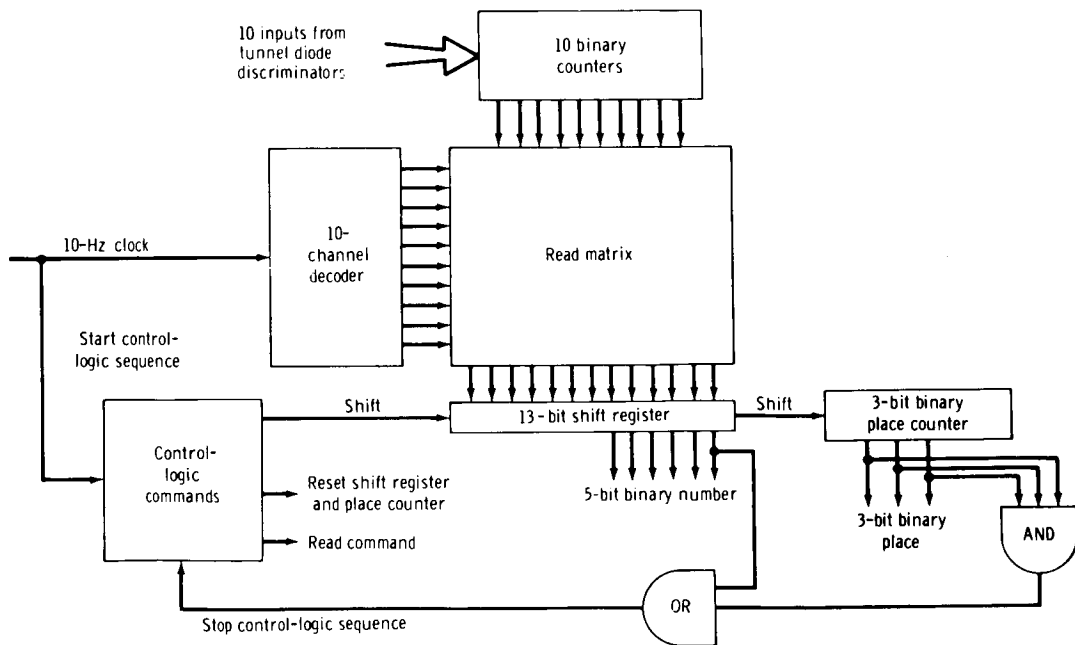 10 inputs from
tunnel diode
discriminators
10 binary
counters
10-Hz clock
10-
channel
decoder
Read matrix
Start control-
logic sequence
Shift
13-bit shift register
Shift
3-bit binary
place counter
Control-
logic
commands
Reset shift register
and place counter
5-bit binary number
3-bit binary
place
AND
Read command
OR
Stop control-logic sequence